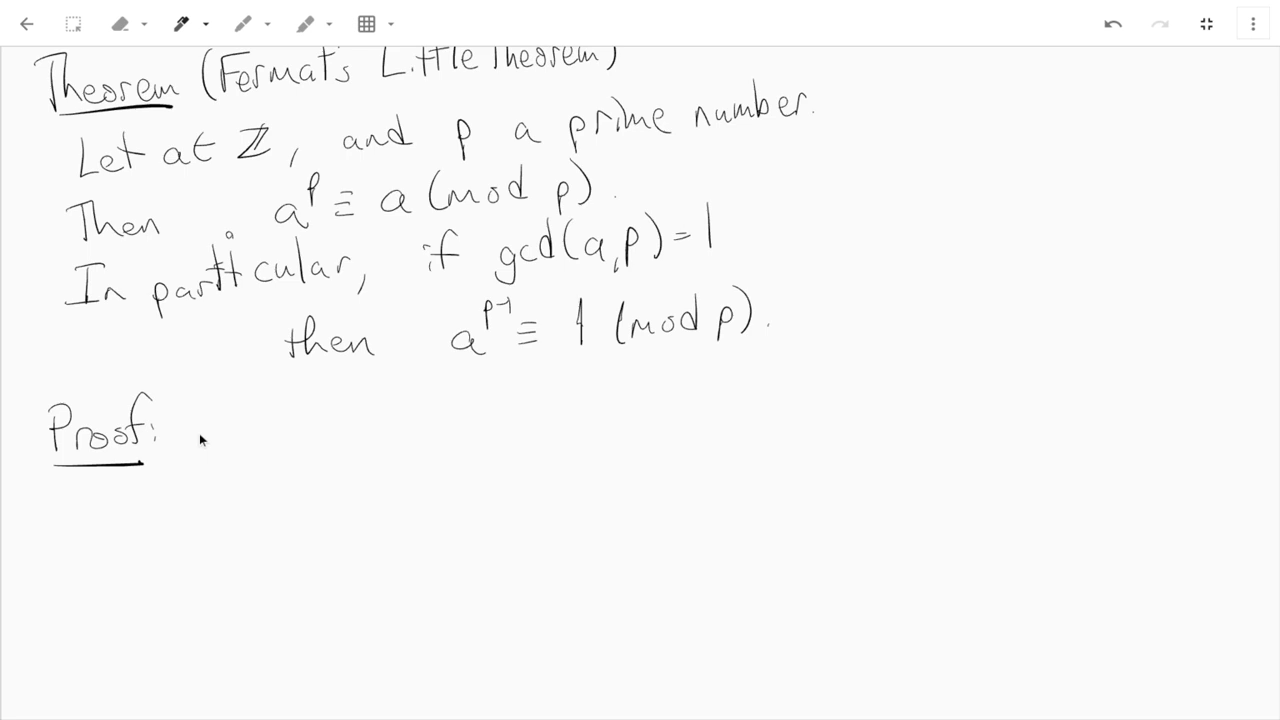 Theorem (Fermat's Little Theorem)
Let a ∈ ℤ, and p a prime number.
Then a^p ≡ a (mod p).
In particular, if gcd(a,p) = 1
then a^{p-1} ≡ 1 (mod p).
Proof: